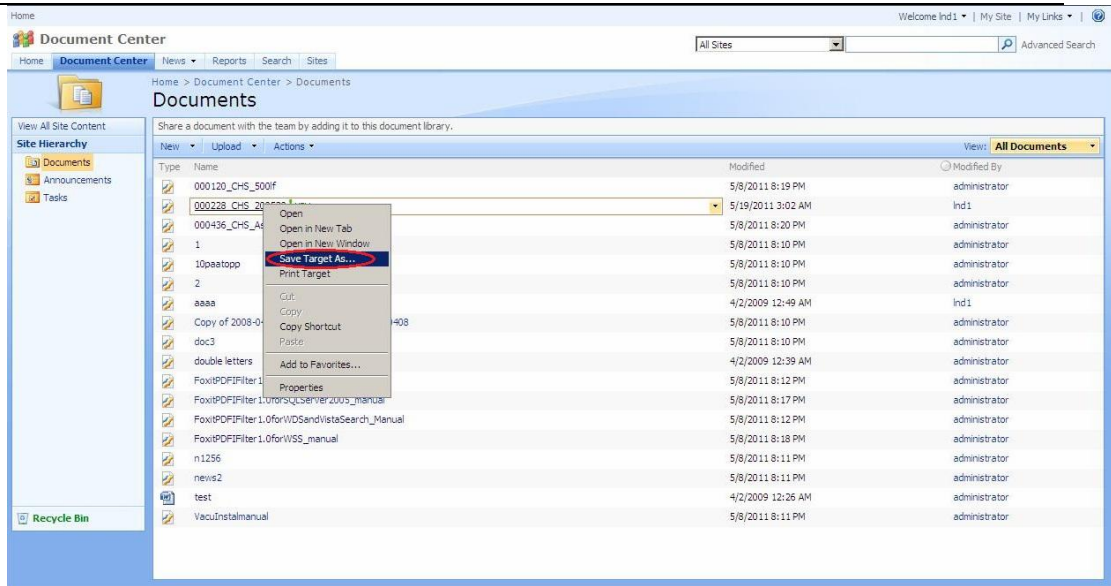 Home Welcome lnd1 | My Site | My Links |
Document Center All Sites Advanced Search
Home Document Center News Reports Search Sites
Home > Document Center > Documents
Documents
View All Site Content
Site Hierarchy
Documents
Announcements
Tasks
Recycle Bin
Share a document with the team by adding it to this document library.
New Upload Actions View: All Documents
Type Name Modified Modified By
000120_CHS_500lf 5/8/2011 8:19 PM administrator
5/19/2011 3:02 AM lnd1
5/8/2011 8:20 PM administrator
1 5/8/2011 8:10 PM administrator
10paatopp 5/8/2011 8:10 PM administrator
2 5/8/2011 8:10 PM administrator
aaaa 4/2/2009 12:49 AM lnd1
Copy of 5/8/2011 8:10 PM administrator
doc3 5/8/2011 8:10 PM administrator
double letters 4/2/2009 12:39 AM administrator
5/8/2011 8:12 PM administrator
FoxitPDFIFilter1.0forSQLServer2005_manual 5/8/2011 8:17 PM administrator
FoxitPDFIFilter1.0forWDSandVistaSearch_Manual 5/8/2011 8:12 PM administrator
FoxitPDFIFilter1.0forWSS_manual 5/8/2011 8:18 PM administrator
n1256 5/8/2011 8:11 PM administrator
news2 5/8/2011 8:11 PM administrator
test 4/2/2009 12:26 AM administrator
VacuInstalmanual 5/8/2011 8:11 PM administrator
Open
Open in New Tab
Open in New Window
Save Target As...
Print Target
Cut
Copy
Copy Shortcut
Paste
Add to Favorites...
Properties